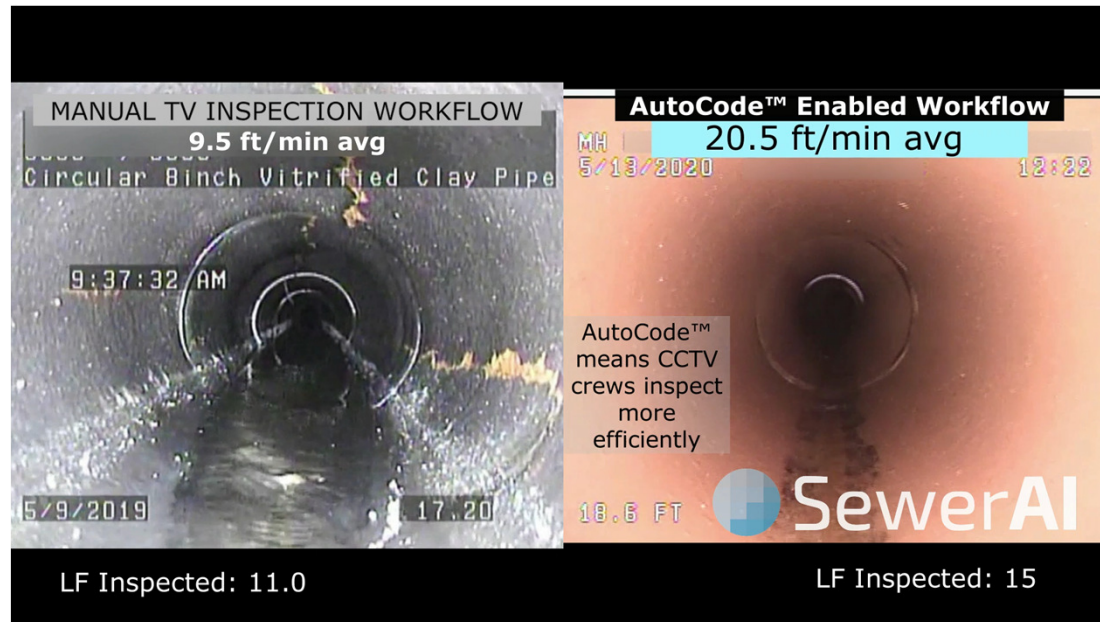 MANUAL TV INSPECTION WORKFLOW
9.5 ft/min avg
Circular 8inch Vitrified Clay Pipe
9:37:32 AM
5/9/2019
17.20
LF Inspected: 11.0
AutoCode™ Enabled Workflow
20.5 ft/min avg
MH
5/13/2020 12:22
AutoCode™
means CCTV
crews inspect
more
efficiently
18.6 FT
SewerAI
LF Inspected: 15